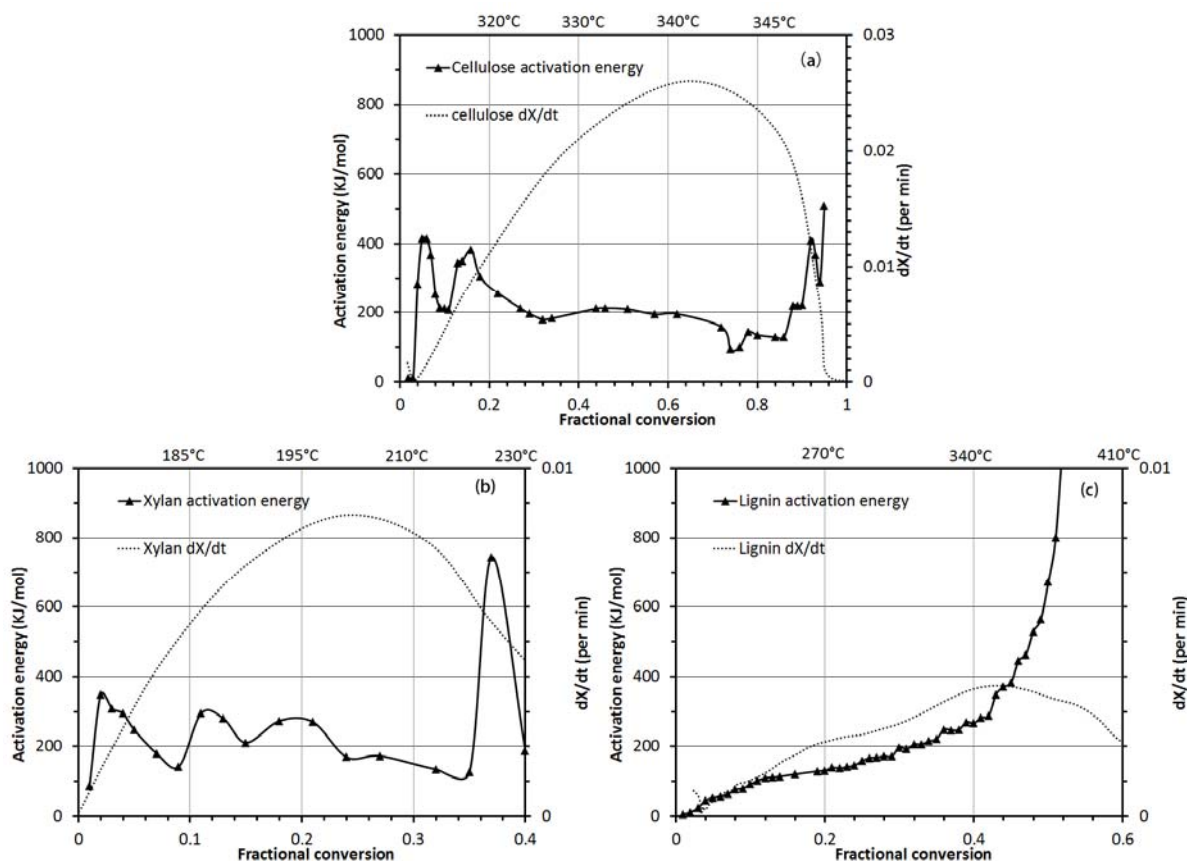 320°C 330°C 340°C 345°C
1000 0.03
(a)
Cellulose activation energy
cellulose dX/dt
800
600 0.02
400
0.01
200
0 0
0 0.2 0.4 0.6 0.8 1
Activation energy (KJ/mol)
dX/dt (per min)
Fractional conversion
185°C 195°C 210°C 230°C
1000 0.01
(b)
Xylan activation energy
Xylan dX/dt
800
600
400
200
0 0
0 0.1 0.2 0.3 0.4
Activation energy (KJ/mol)
dX/dt (per min)
Fractional conversion
270°C 340°C 410°C
1000 0.01
(c)
Lignin activation energy
Lignin dX/dt
800
600
400
200
0 0
0 0.2 0.4 0.6
Activation energy (KJ/mol)
dX/dt (per min)
Fractional conversion